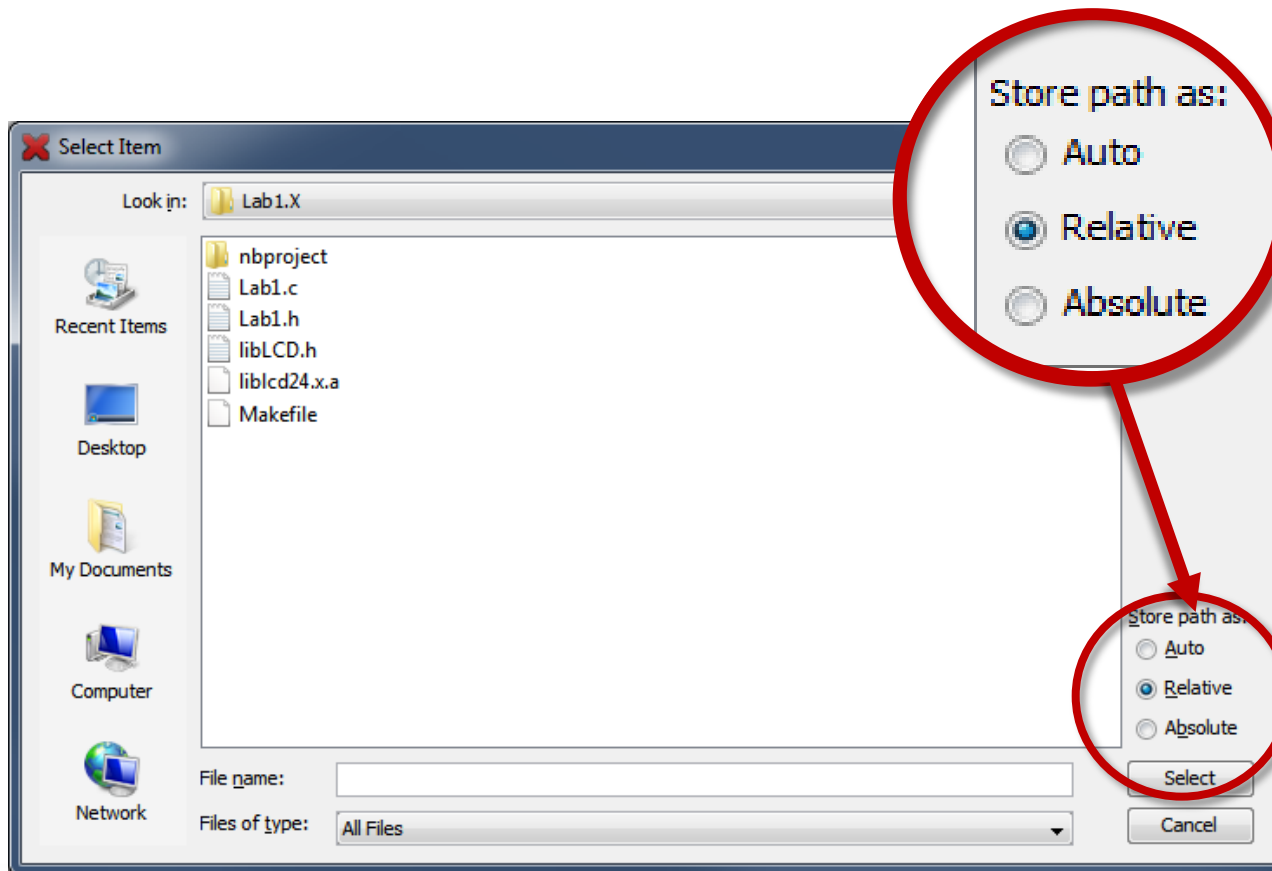 Store path as:
Auto
Relative
Absolute
Select Item
Look in:
Lab1.X
nbproject
Lab1.c
Lab1.h
libLCD.h
liblcd24.x.a
Makefile
Recent Items
Desktop
My Documents
Computer
Network
Store path as:
Auto
Relative
Absolute
File name:
Select
Files of type:
All Files
Cancel